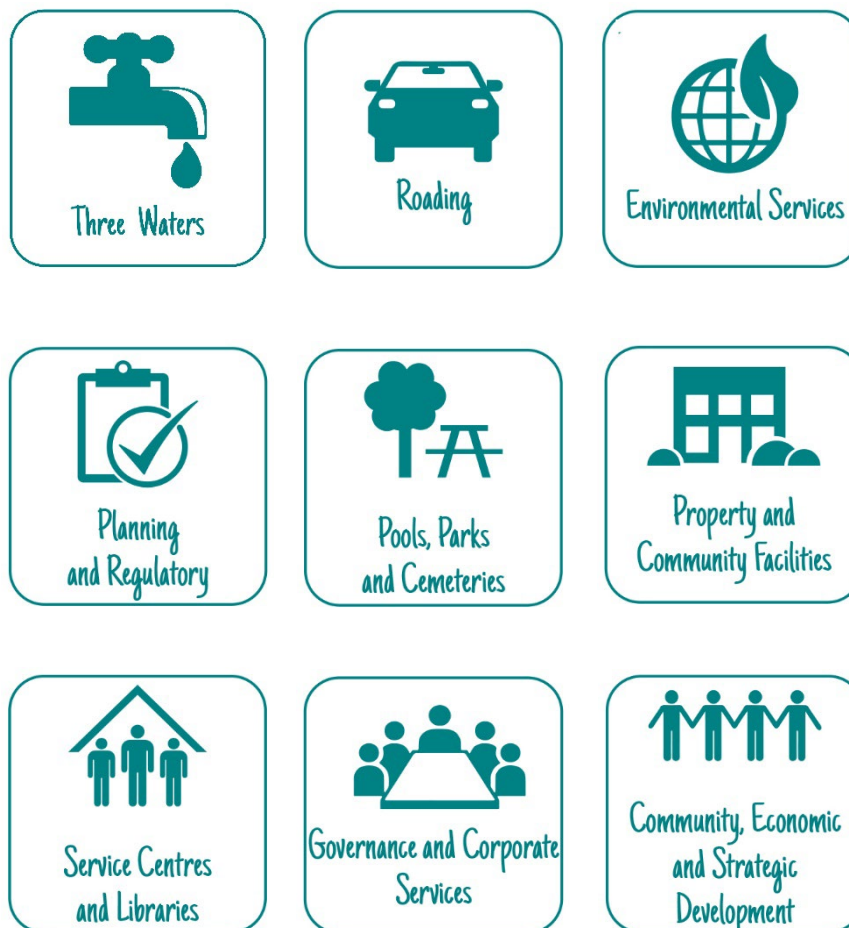 Three Waters
Roading
Environmental Services
Planning
and Regulatory
Pools, Parks
and Cemeteries
Property and
Community Facilities
Service Centres
and Libraries
Governance and Corporate
Services
Community, Economic
and Strategic
Development